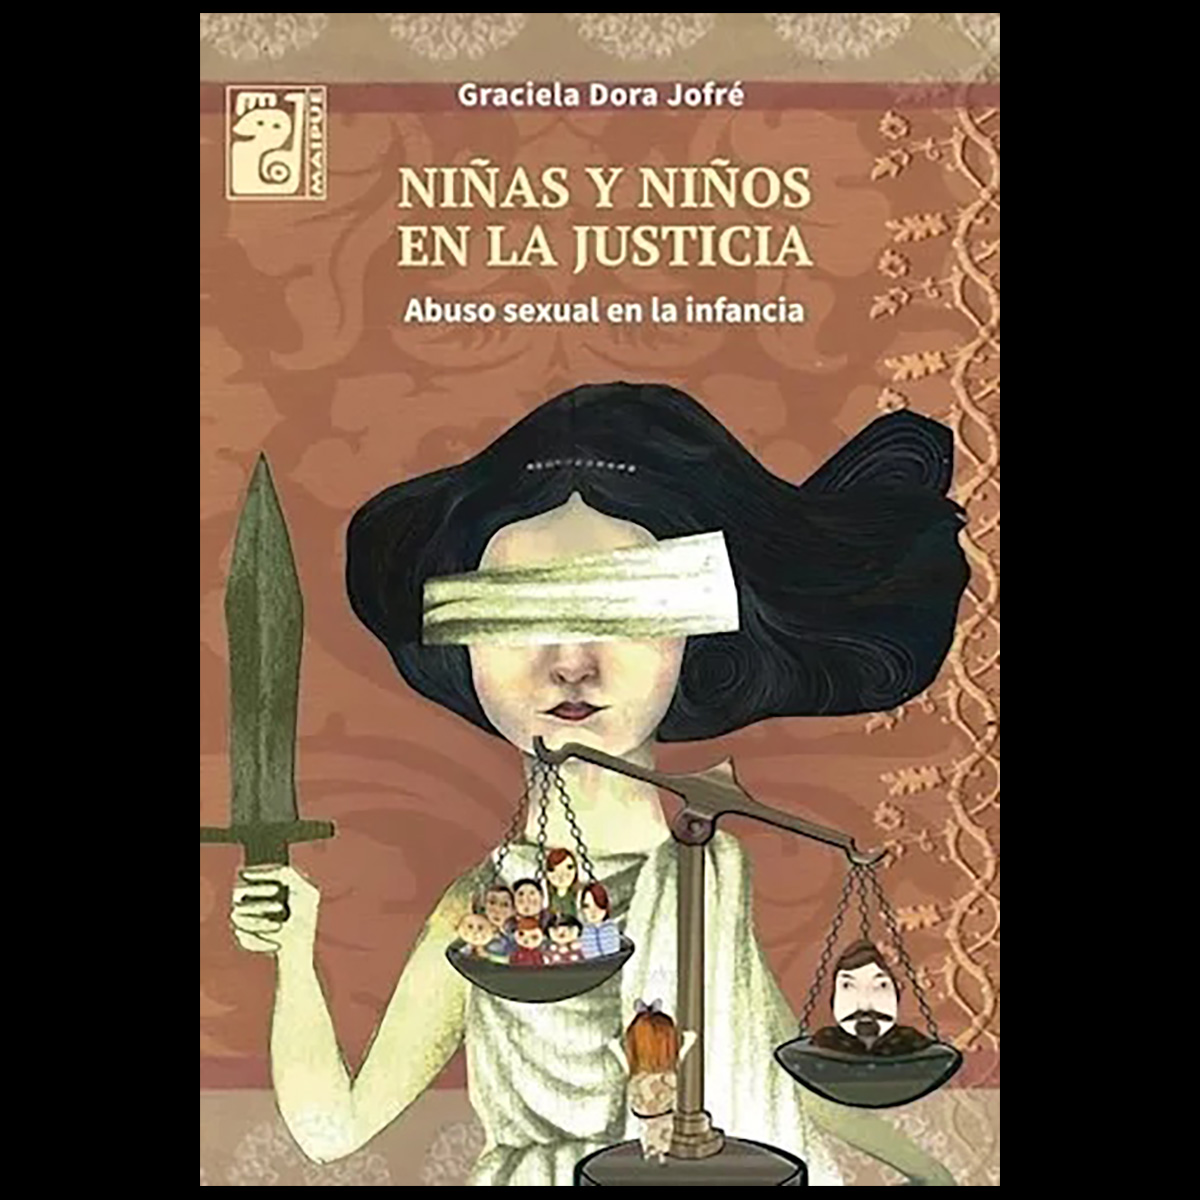 Graciela Dora Jofré
MAIPUE
NIÑAS Y NIÑOS
EN LA JUSTICIA
Abuso sexual en la infancia